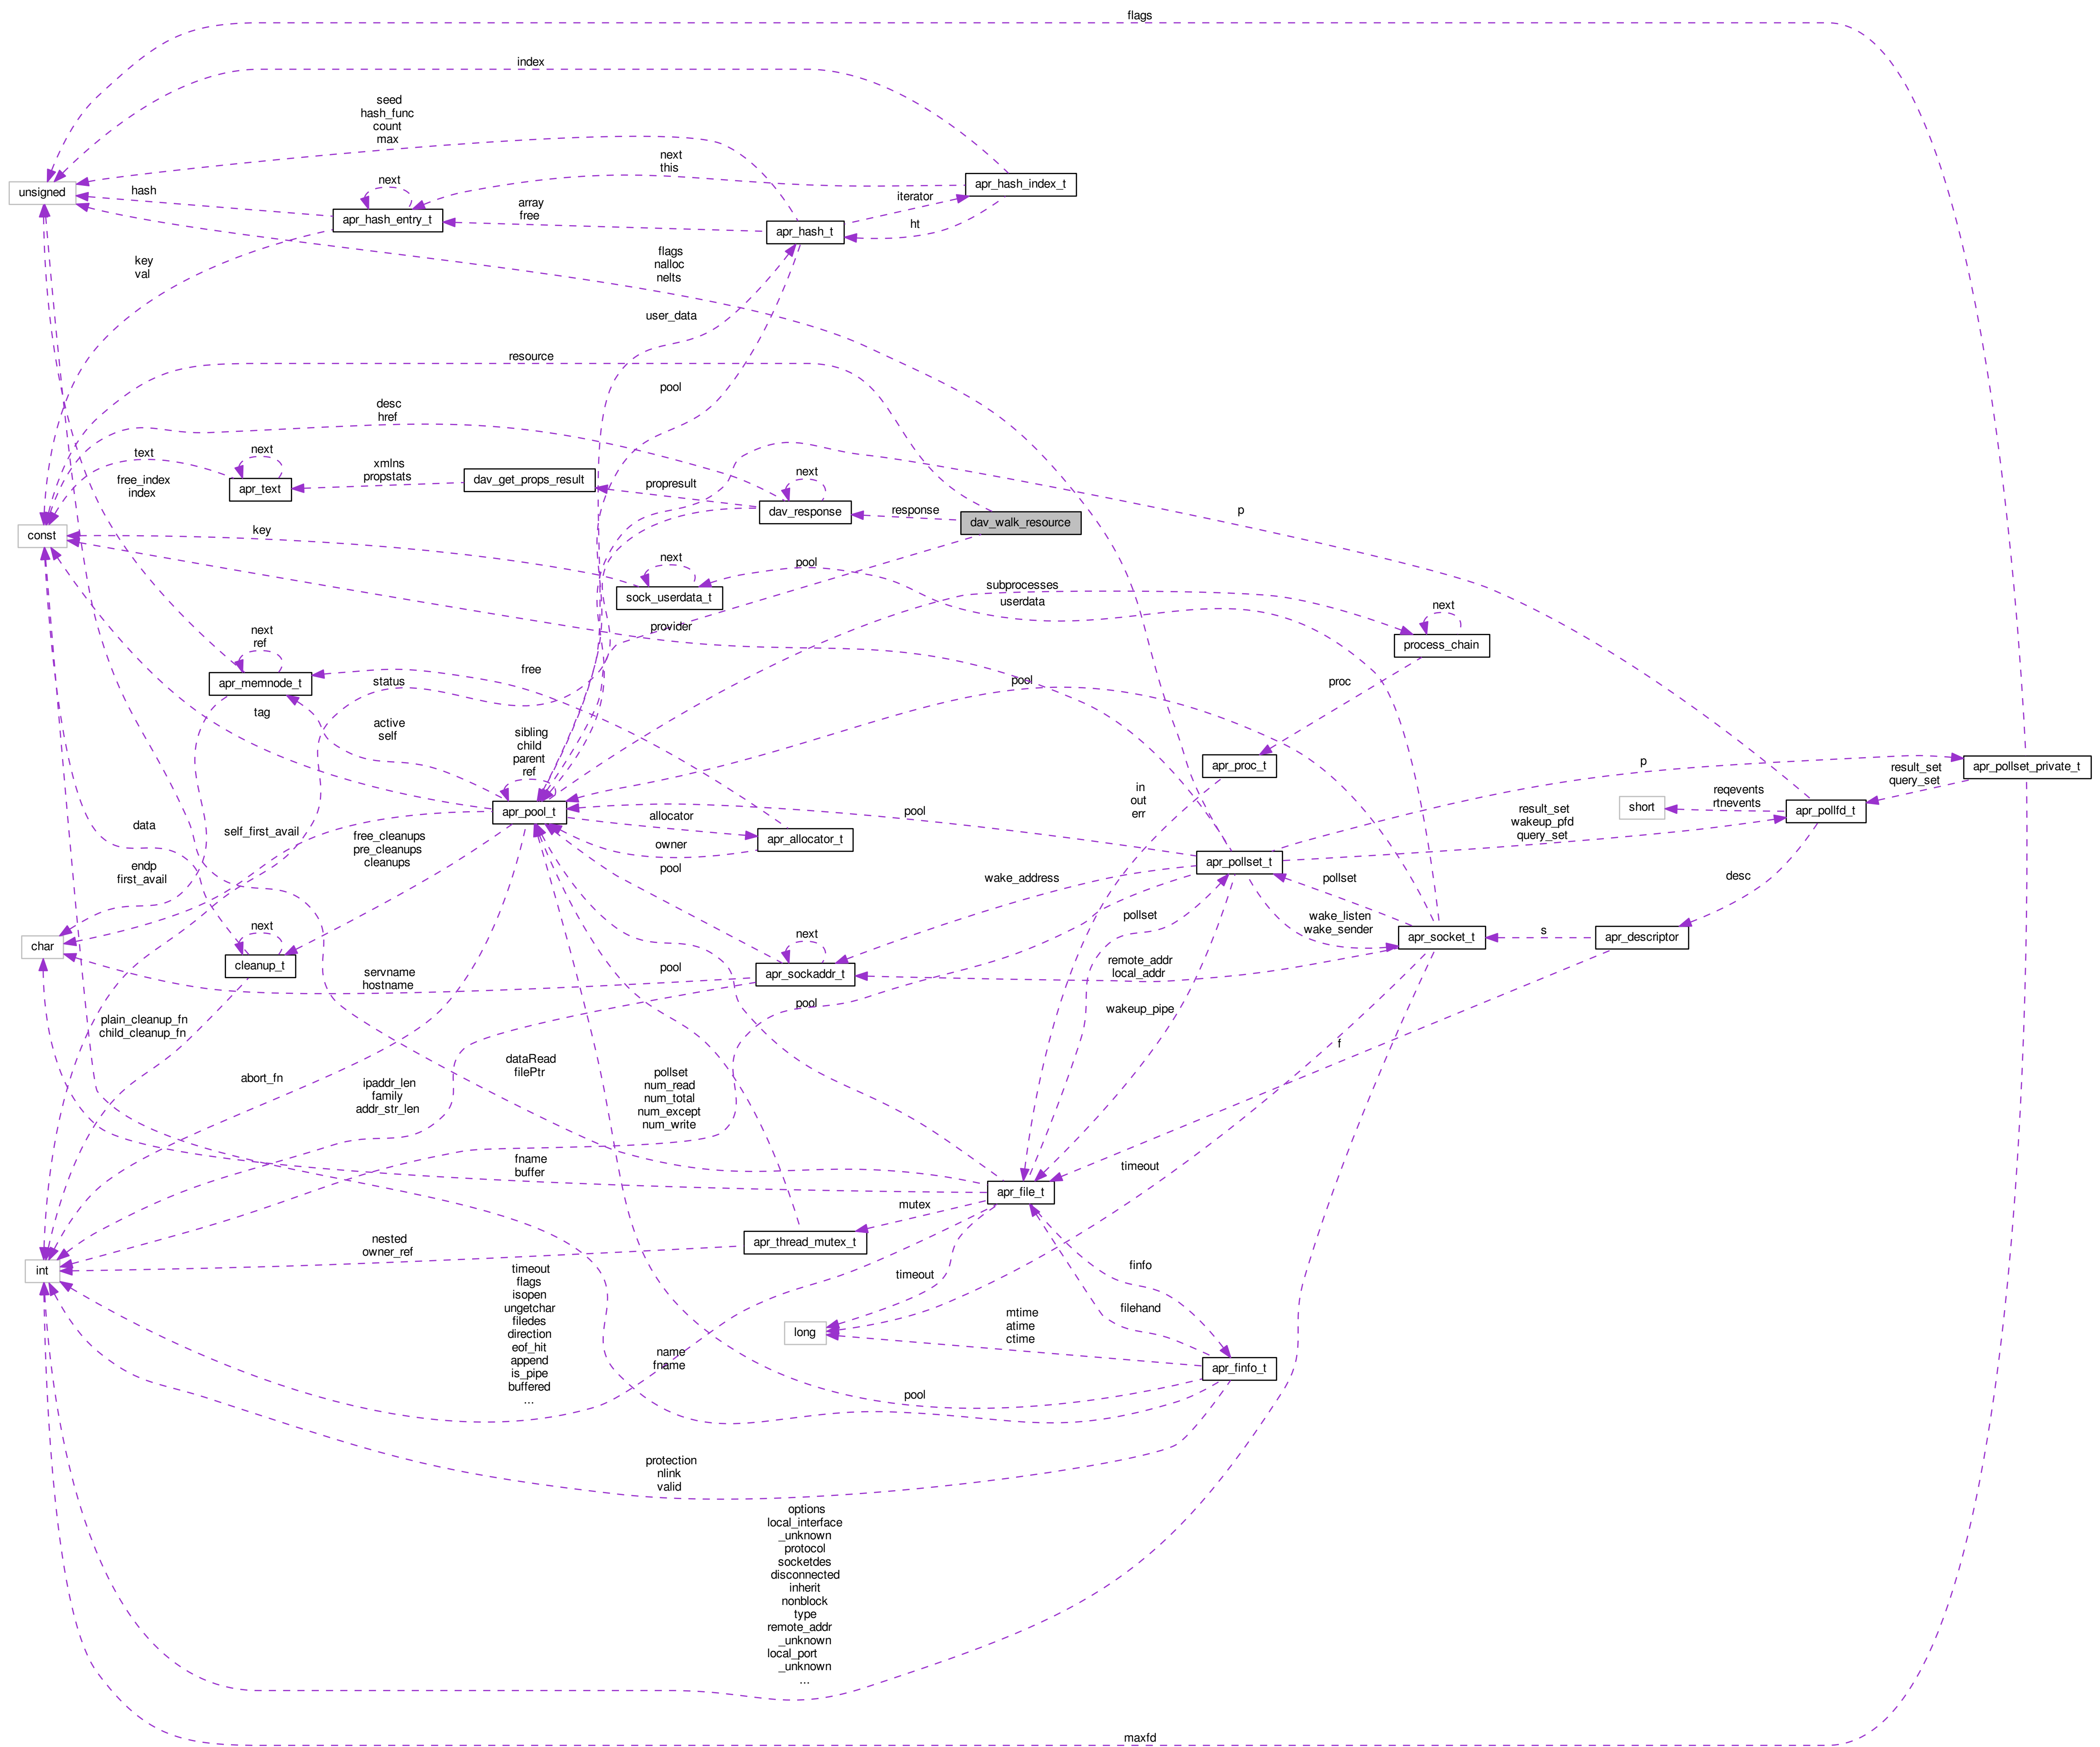 flags
index
seed
hash_func
count
max
next
this
apr_hash_index_t
unsigned
hash
next
iterator
array
free
apr_hash_entry_t
ht
apr_hash_t
key
val
flags
nalloc
nelts
user_data
resource
pool
desc
href
next
text
xmlns
propstats
next
dav_get_props_result
free_index
index
apr_text
propresult
response
p
dav_response
dav_walk_resource
const
key
next
pool
subprocesses
sock_userdata_t
userdata
next
provider
next
ref
process_chain
free
apr_memnode_t
status
pool
proc
tag
active
self
sibling
child
parent
ref
apr_proc_t
p
result_set
query_set
apr_pollset_private_t
in
out
err
reqevents
rtnevents
short
apr_pool_t
pool
result_set
wakeup_pfd
query_set
apr_pollfd_t
allocator
data
self_first_avail
free_cleanups
pre_cleanups
cleanups
owner
apr_allocator_t
apr_pollset_t
endp
first_avail
pool
wake_address
pollset
desc
pollset
wake_listen
wake_sender
next
next
s
char
apr_socket_t
apr_descriptor
cleanup_t
servname
hostname
pool
apr_sockaddr_t
remote_addr
local_addr
pool
wakeup_pipe
plain_cleanup_fn
child_cleanup_fn
f
abort_fn
ipaddr_len
family
addr_str_len
dataRead
filePtr
pollset
num_read
num_total
num_except
num_write
fname
buffer
timeout
apr_file_t
mutex
nested
owner_ref
apr_thread_mutex_t
int
timeout
flags
isopen
ungetchar
filedes
direction
eof_hit
append
is_pipe
buffered
...
timeout
finfo
filehand
mtime
atime
ctime
long
name
fname
apr_finfo_t
pool
protection
nlink
valid
options
local_interface
_unknown
protocol
socketdes
disconnected
inherit
nonblock
type
remote_addr
_unknown
local_port
_unknown
...
maxfd